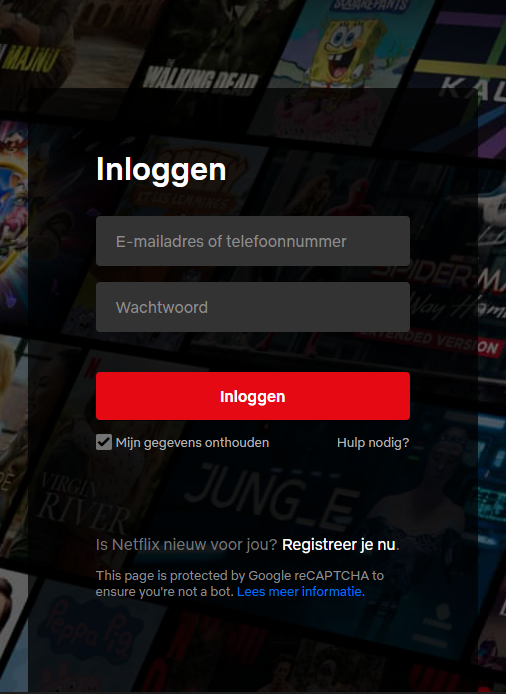 MAJNU
THE
WALKING DEAD
SQUAREPANTS
KAL
Inloggen
E-mailadres of telefoonnummer
SPIDER-MA
Way Home
EXTENDED VERSION
Wachtwoord
Inloggen
Mijn gegevens onthouden
Hulp nodig?
VIRGIN
RIVER
JUNG_E
Is Netflix nieuw voor jou? Registreer je nu.
This page is protected by Google reCAPTCHA to
ensure you're not a bot. Lees meer informatie.
Peppa Pig